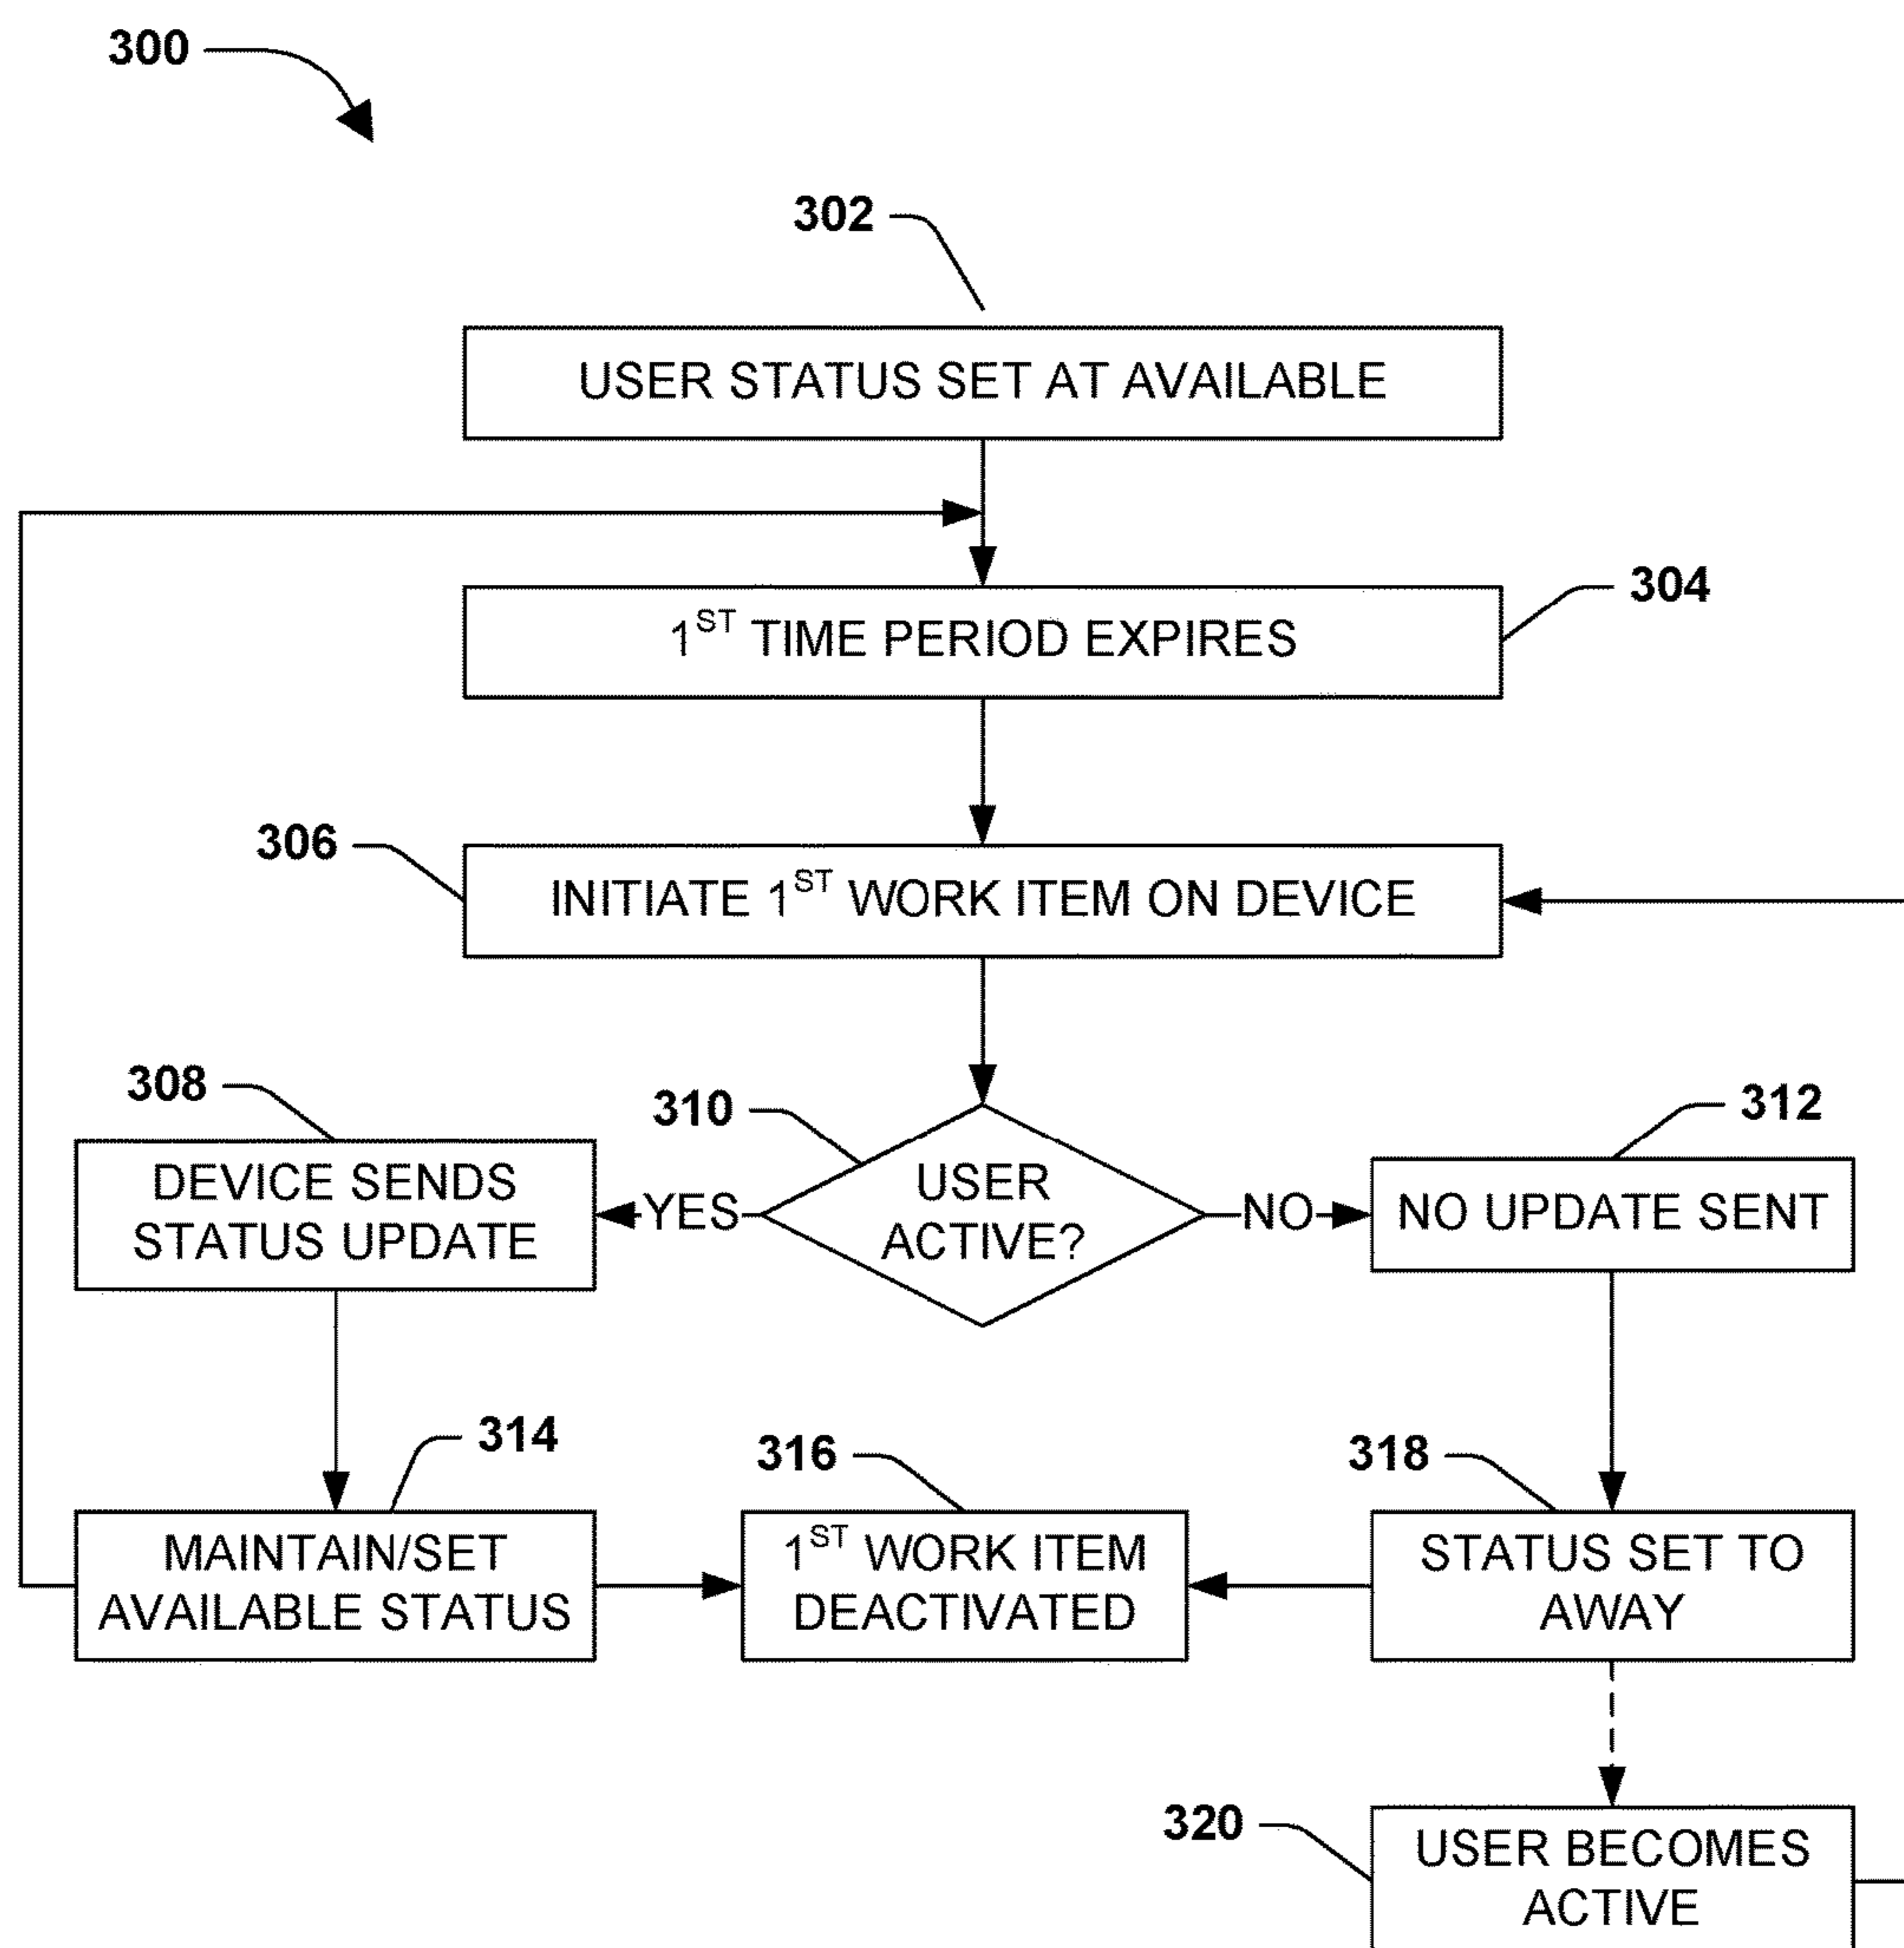 300
302
USER STATUS SET AT AVAILABLE
304
1ST TIME PERIOD EXPIRES
306
INITIATE 1ST WORK ITEM ON DEVICE
308
310
312
DEVICE SENDS
STATUS UPDATE
YES
USER
ACTIVE?
NO
NO UPDATE SENT
314
316
318
MAINTAIN/SET
AVAILABLE STATUS
1ST WORK ITEM
DEACTIVATED
STATUS SET TO
AWAY
320
USER BECOMES
ACTIVE